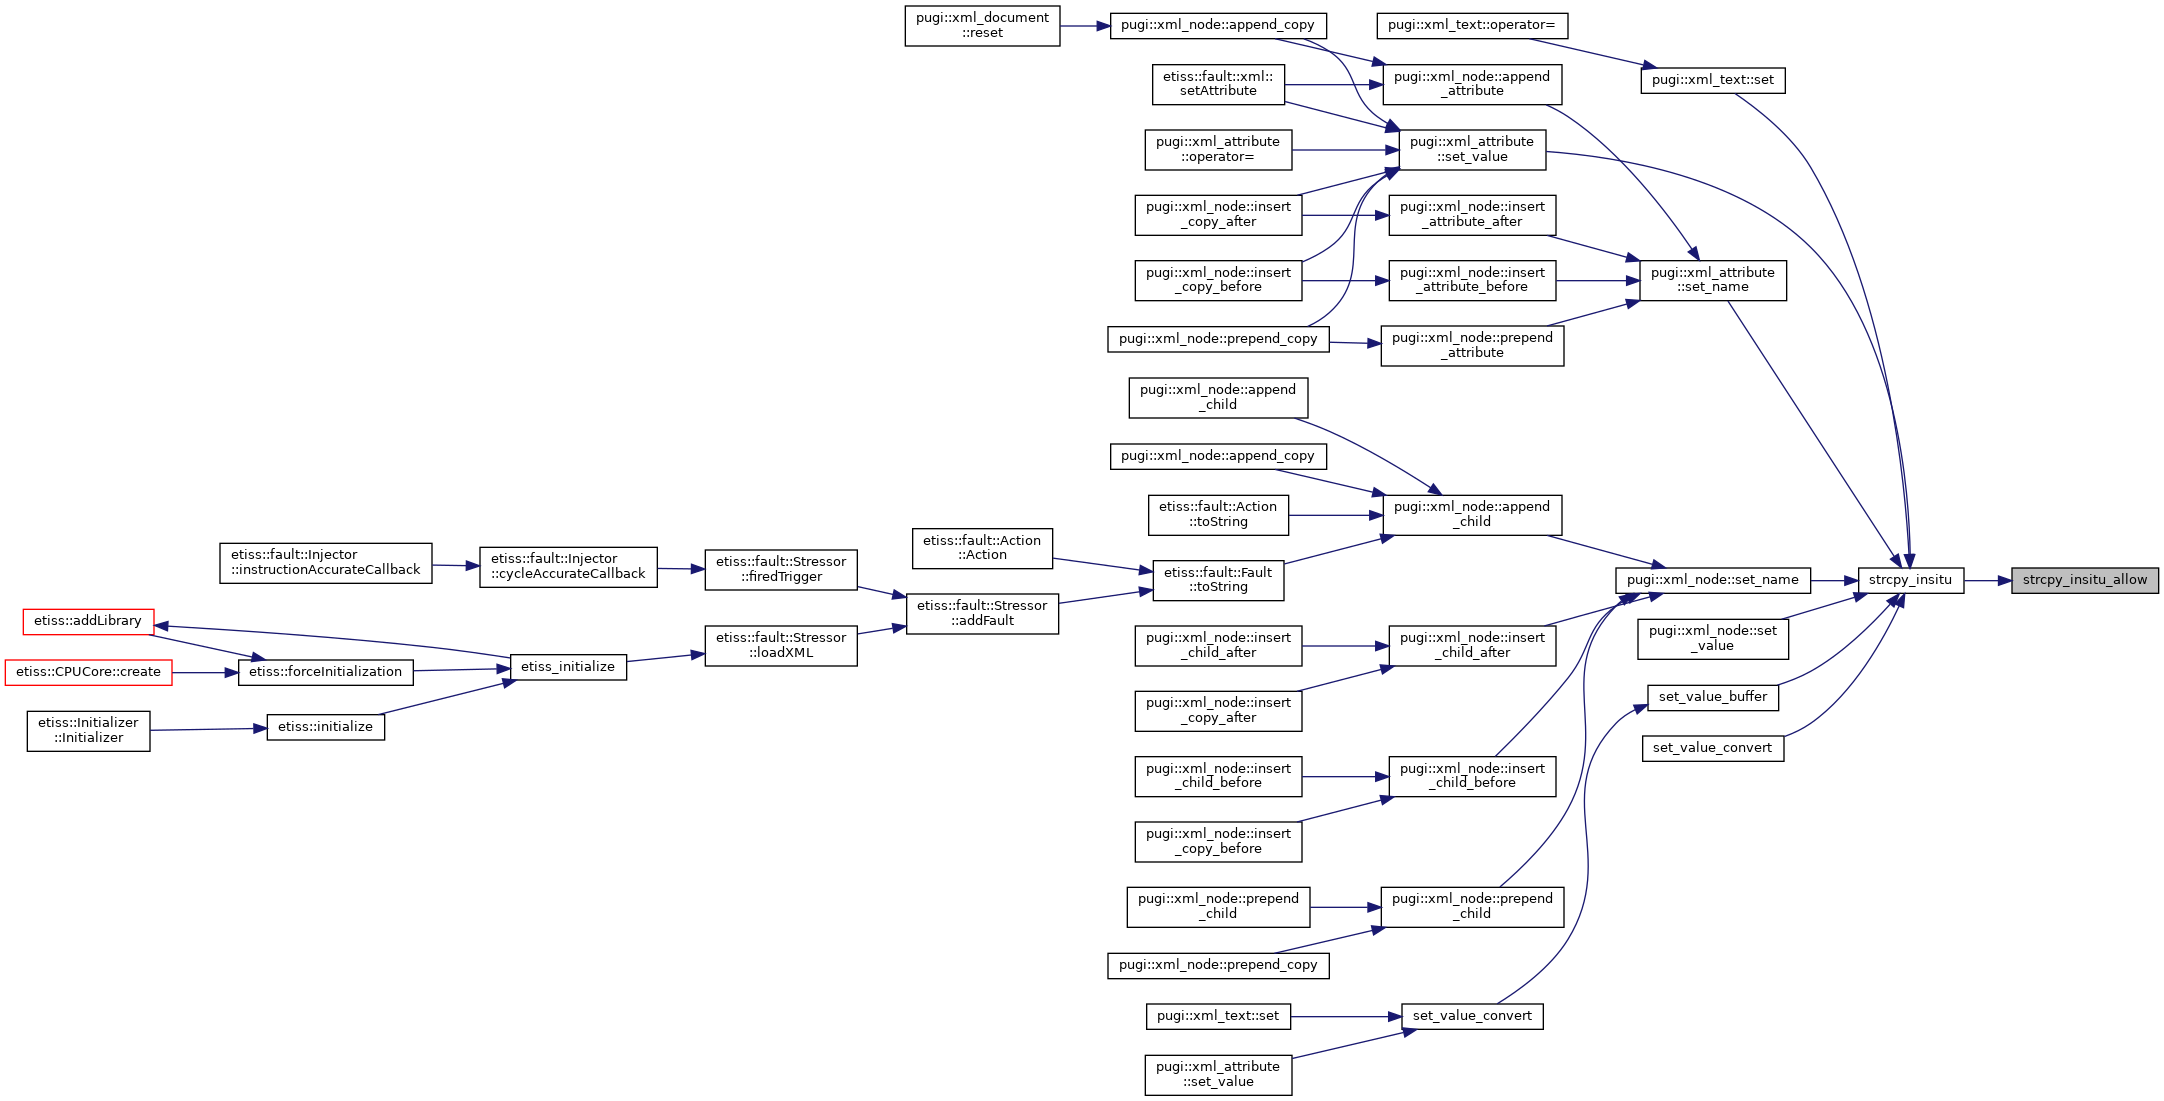 pugi::xml_document
::reset
pugi::xml_node::append_copy
pugi::xml_text::operator=
etiss::fault::xml::
setAttribute
pugi::xml_node::append
_attribute
pugi::xml_text::set
pugi::xml_attribute
::operator=
pugi::xml_attribute
::set_value
pugi::xml_node::insert
_copy_after
pugi::xml_node::insert
_attribute_after
pugi::xml_node::insert
_copy_before
pugi::xml_node::insert
_attribute_before
pugi::xml_attribute
::set_name
pugi::xml_node::prepend_copy
pugi::xml_node::prepend
_attribute
pugi::xml_node::append
_child
pugi::xml_node::append_copy
etiss::fault::Action
::toString
pugi::xml_node::append
_child
etiss::fault::Injector
::instructionAccurateCallback
etiss::fault::Injector
::cycleAccurateCallback
etiss::fault::Stressor
::firedTrigger
etiss::fault::Action
::Action
etiss::fault::Fault
::toString
pugi::xml_node::set_name
strcpy_insitu
strcpy_insitu_allow
etiss::addLibrary
etiss::fault::Stressor
::addFault
etiss::CPUCore::create
etiss::forceInitialization
etiss_initialize
etiss::fault::Stressor
::loadXML
pugi::xml_node::insert
_child_after
pugi::xml_node::insert
_child_after
pugi::xml_node::set
_value
etiss::Initializer
::Initializer
etiss::initialize
pugi::xml_node::insert
_copy_after
set_value_buffer
set_value_convert
pugi::xml_node::insert
_child_before
pugi::xml_node::insert
_child_before
pugi::xml_node::insert
_copy_before
pugi::xml_node::prepend
_child
pugi::xml_node::prepend
_child
pugi::xml_node::prepend_copy
pugi::xml_text::set
set_value_convert
pugi::xml_attribute
::set_value